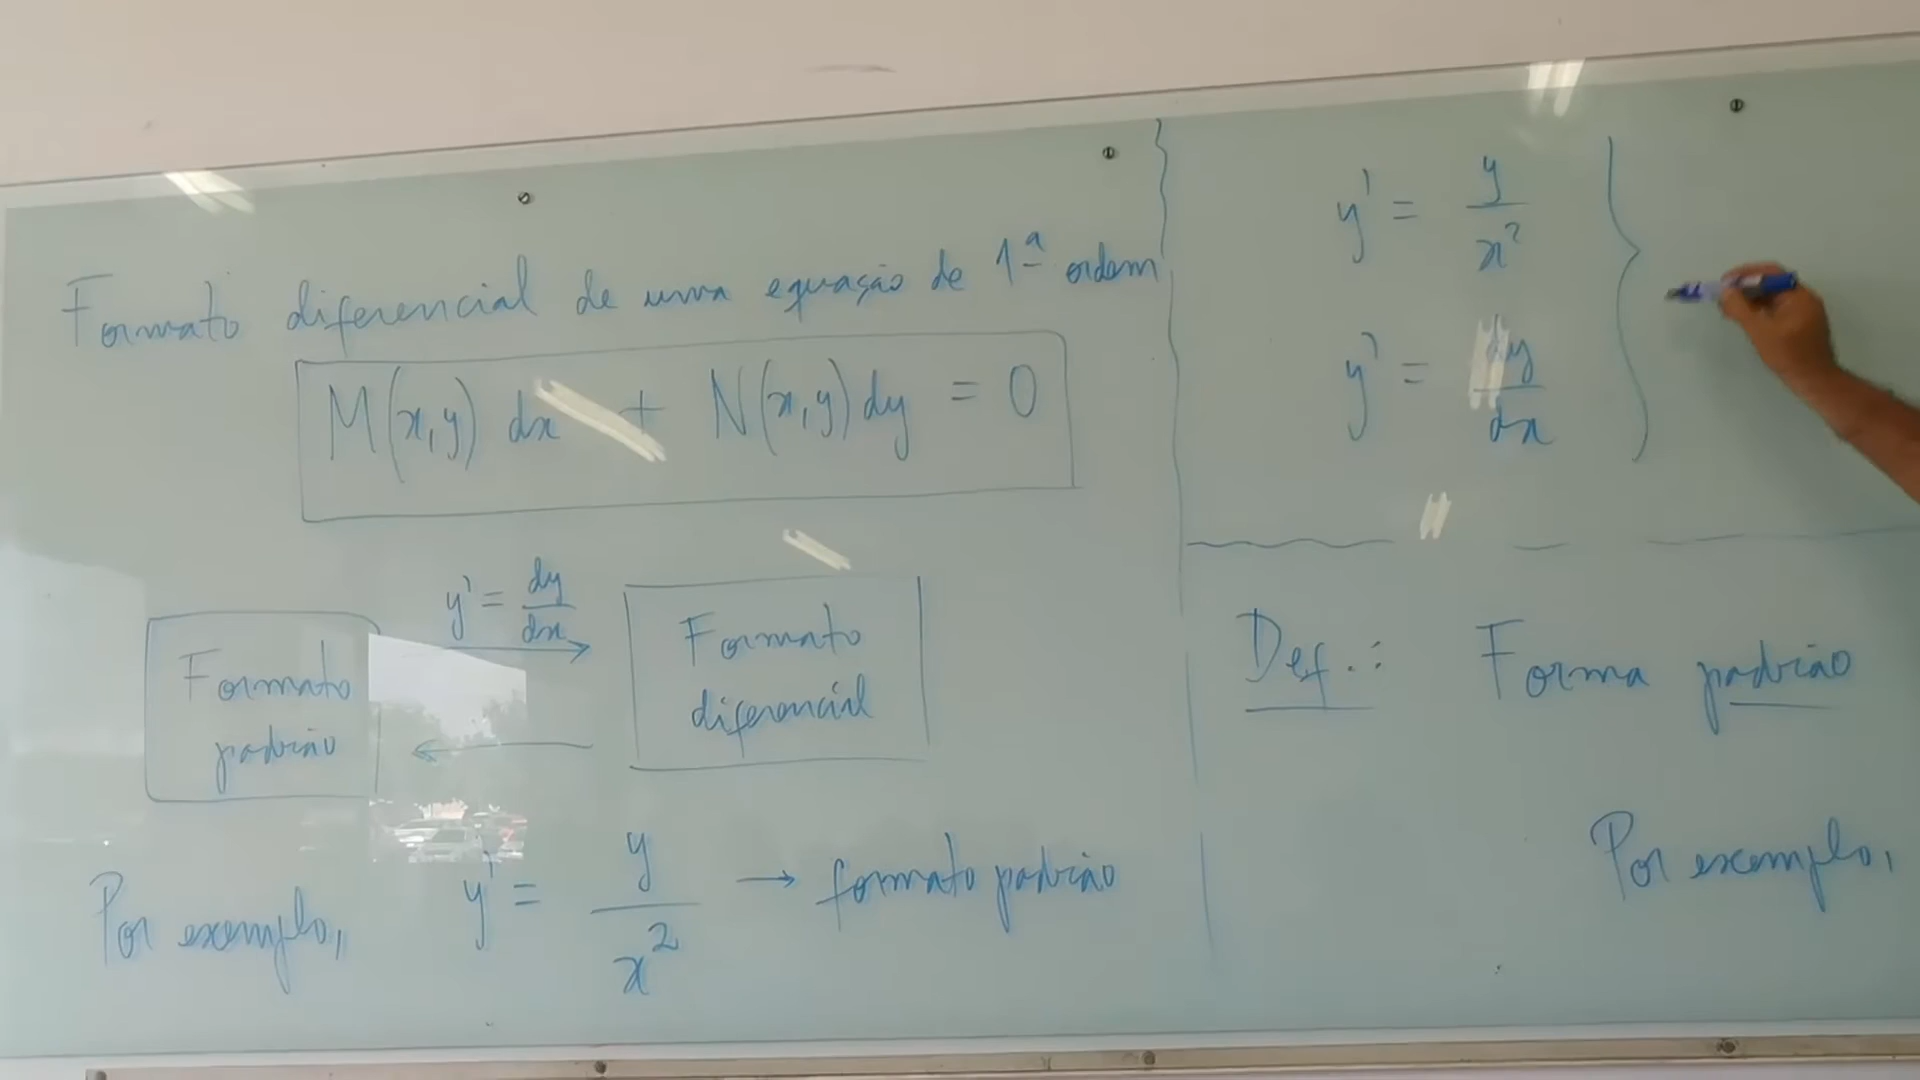 Formato diferencial de uma equação de 1ª ordem
M(x,y) dx + N(x,y) dy = 0
y' = dy/dx
Formato padrão
Formato diferencial
Por exemplo, y' = y/x² → formato padrão
y' = y/x²
y' = dy/dx
Def.: Forma padrão
Por exemplo,